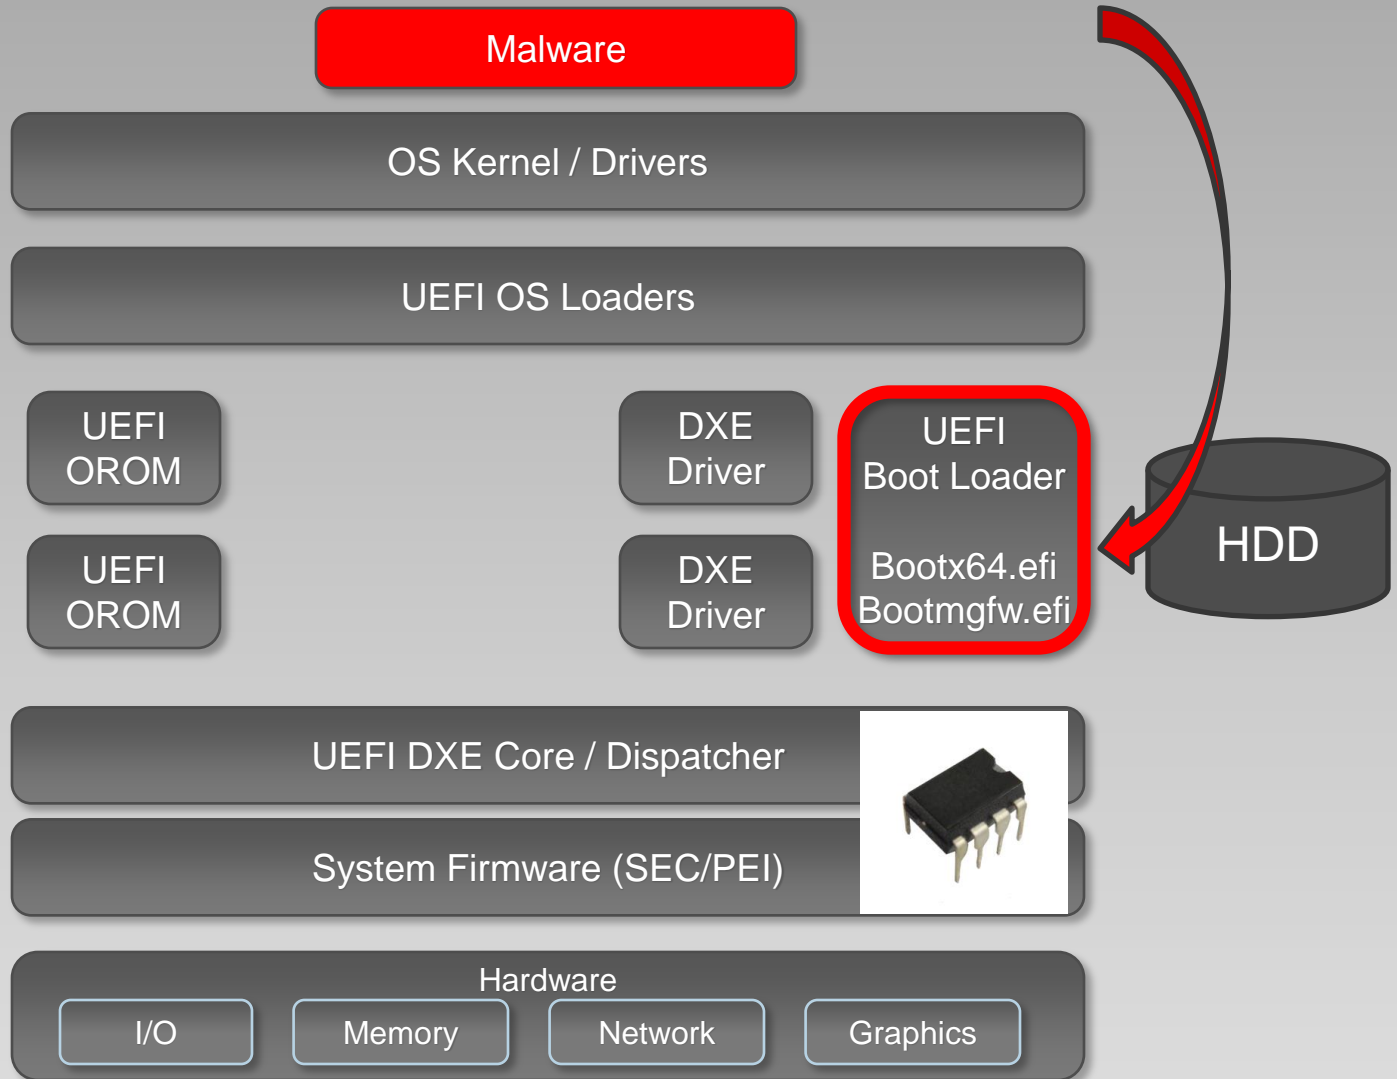 Malware
OS Kernel / Drivers
UEFI OS Loaders
UEFI
OROM
DXE
Driver
UEFI
Boot Loader
Bootx64.efi
Bootmgfw.efi
HDD
UEFI
OROM
DXE
Driver
UEFI DXE Core / Dispatcher
System Firmware (SEC/PEI)
Hardware
I/O
Memory
Network
Graphics